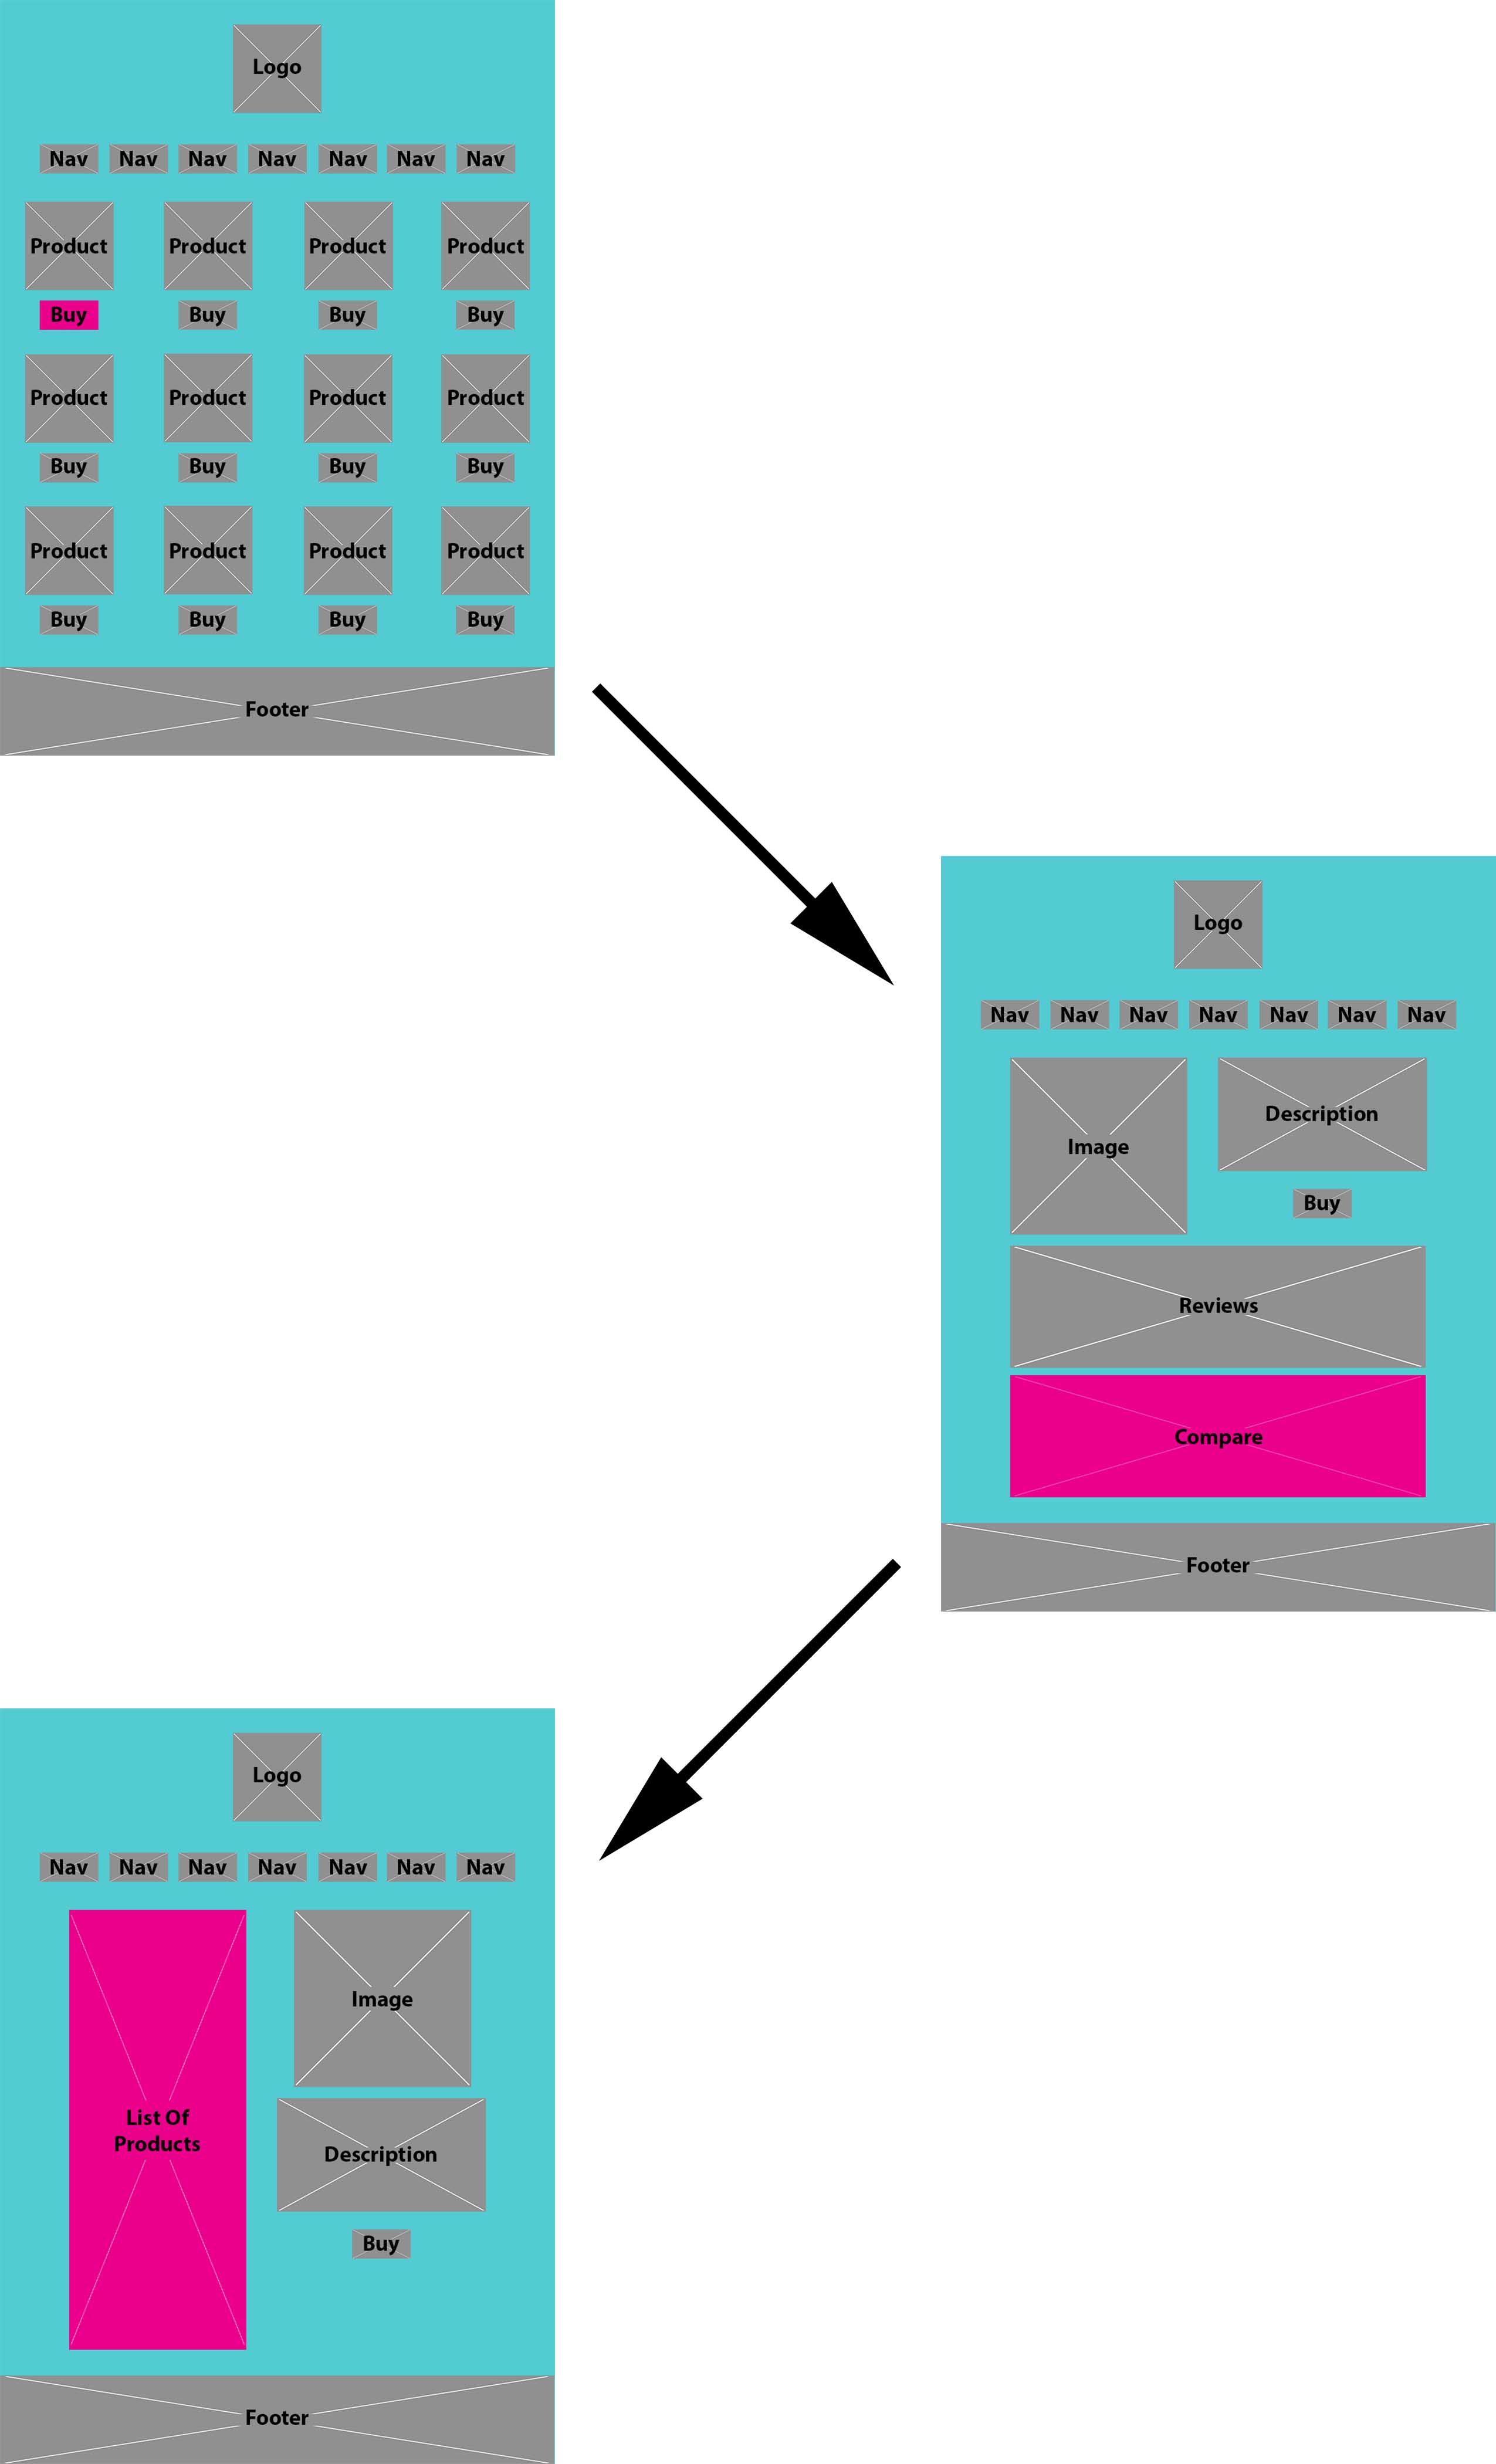 Logo
Nav Nav Nav Nav Nav Nav Nav
Product Product Product Product
Buy Buy Buy Buy
Product Product Product Product
Buy Buy Buy Buy
Product Product Product Product
Buy Buy Buy Buy
Footer
Logo
Nav Nav Nav Nav Nav Nav Nav
Image
Description
Buy
Reviews
Compare
Footer
Logo
Nav Nav Nav Nav Nav Nav Nav
List Of
Products
Image
Description
Buy
Footer